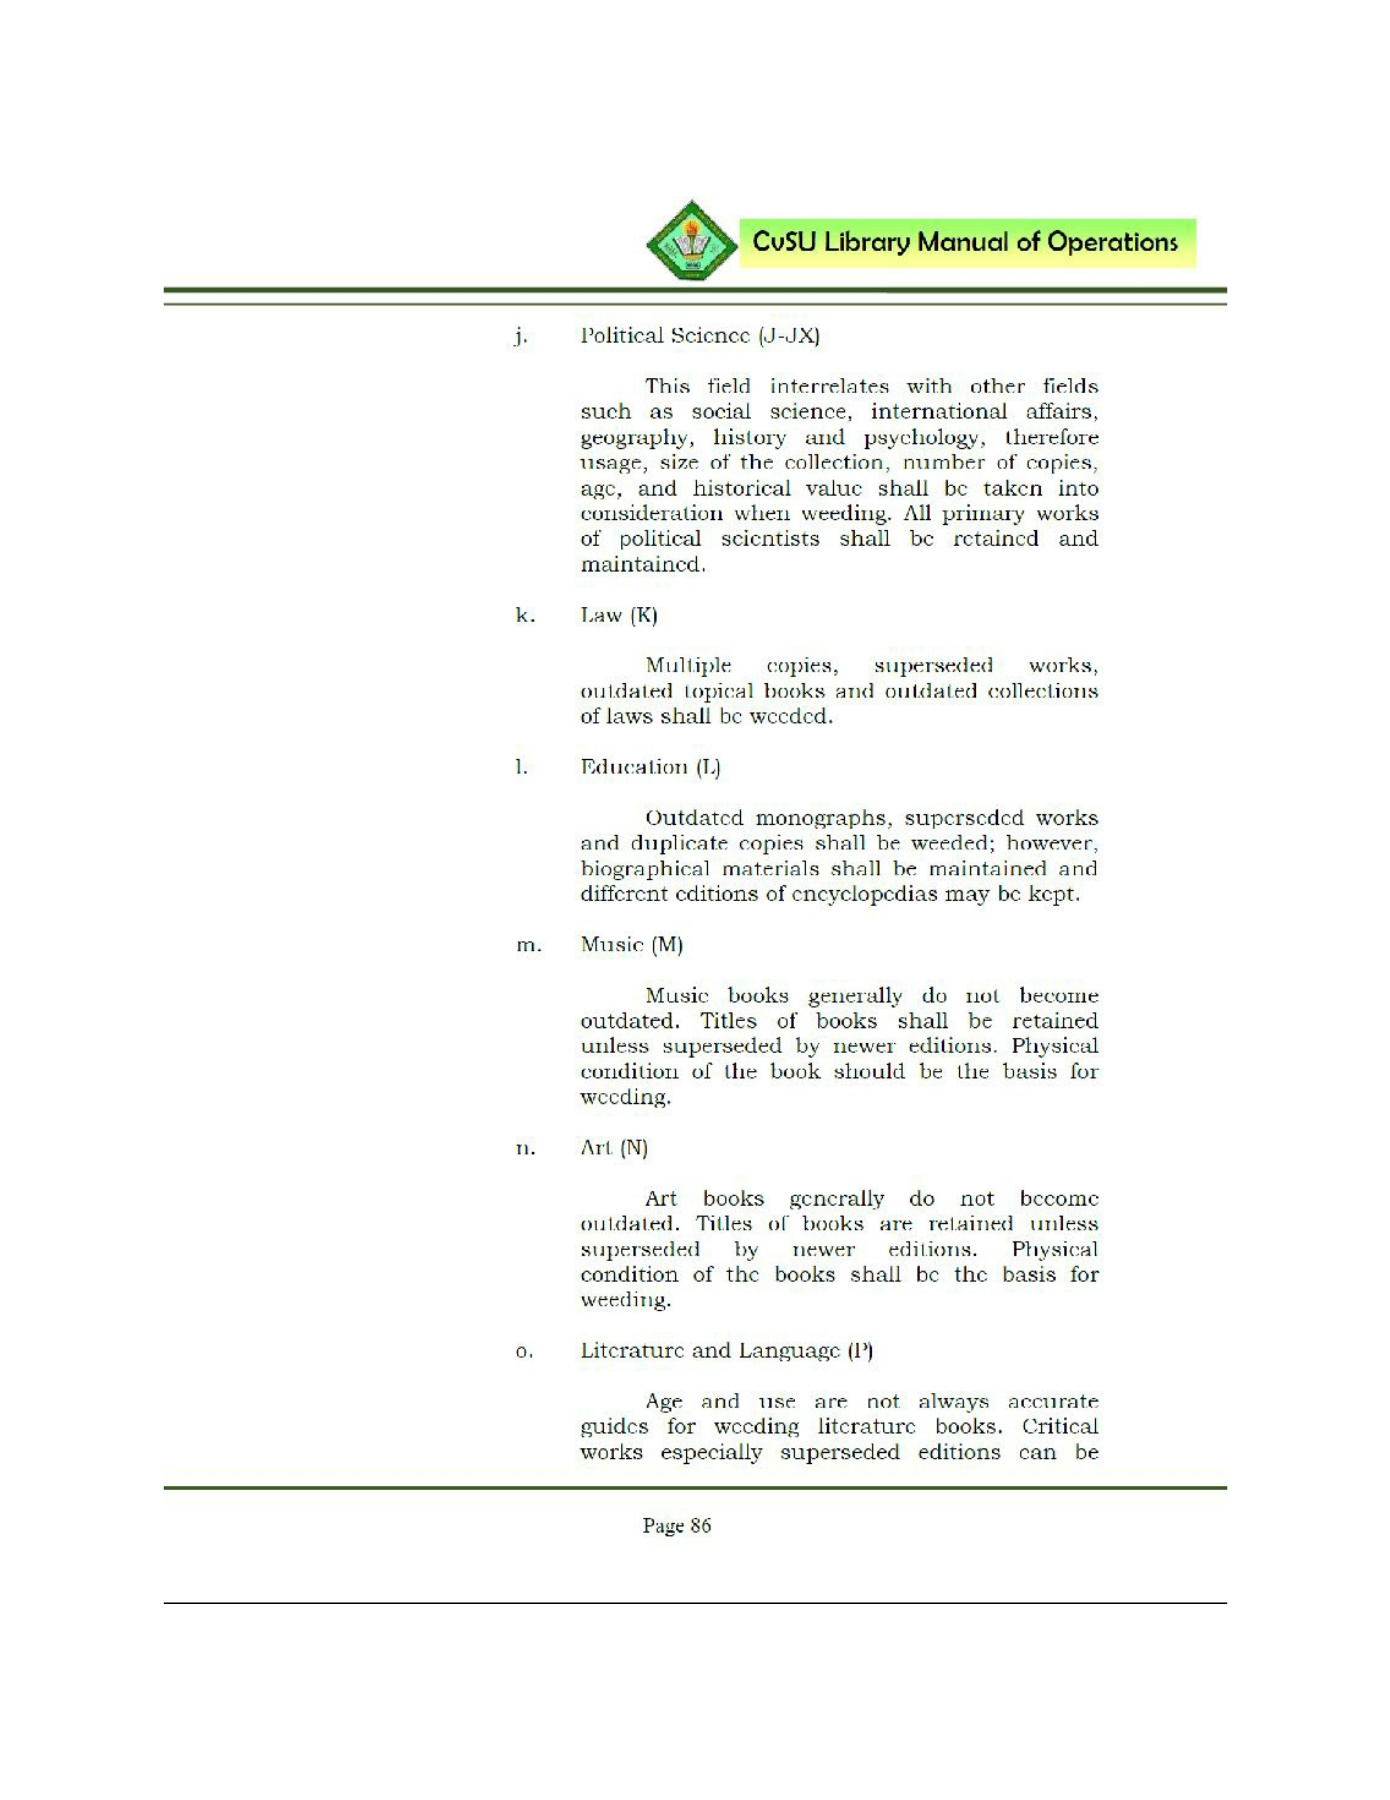 CvSU Library Manual of Operations
j. Political Science (J-JX)
This field interrelates with other fields
such as social science, international affairs,
geography, history and psychology, therefore
usage, size of the collection, number of copies,
age, and historical value shall be taken into
consideration when weeding. All primary works
of political scientists shall be retained and
maintained.
k. Law (K)
Multiple copies, superseded works,
outdated topical books and outdated collections
of laws shall be weeded.
l. Education (L)
Outdated monographs, superseded works
and duplicate copies shall be weeded; however,
biographical materials shall be maintained and
different editions of encyclopedias may be kept.
m. Music (M)
Music books generally do not become
outdated. Titles of books shall be retained
unless superseded by newer editions. Physical
condition of the book should be the basis for
weeding.
n. Art (N)
Art books generally do not become
outdated. Titles of books are retained unless
superseded by newer editions. Physical
condition of the books shall be the basis for
weeding.
o. Literature and Language (P)
Age and use are not always accurate
guides for weeding literature books. Critical
works especially superseded editions can be
Page 86